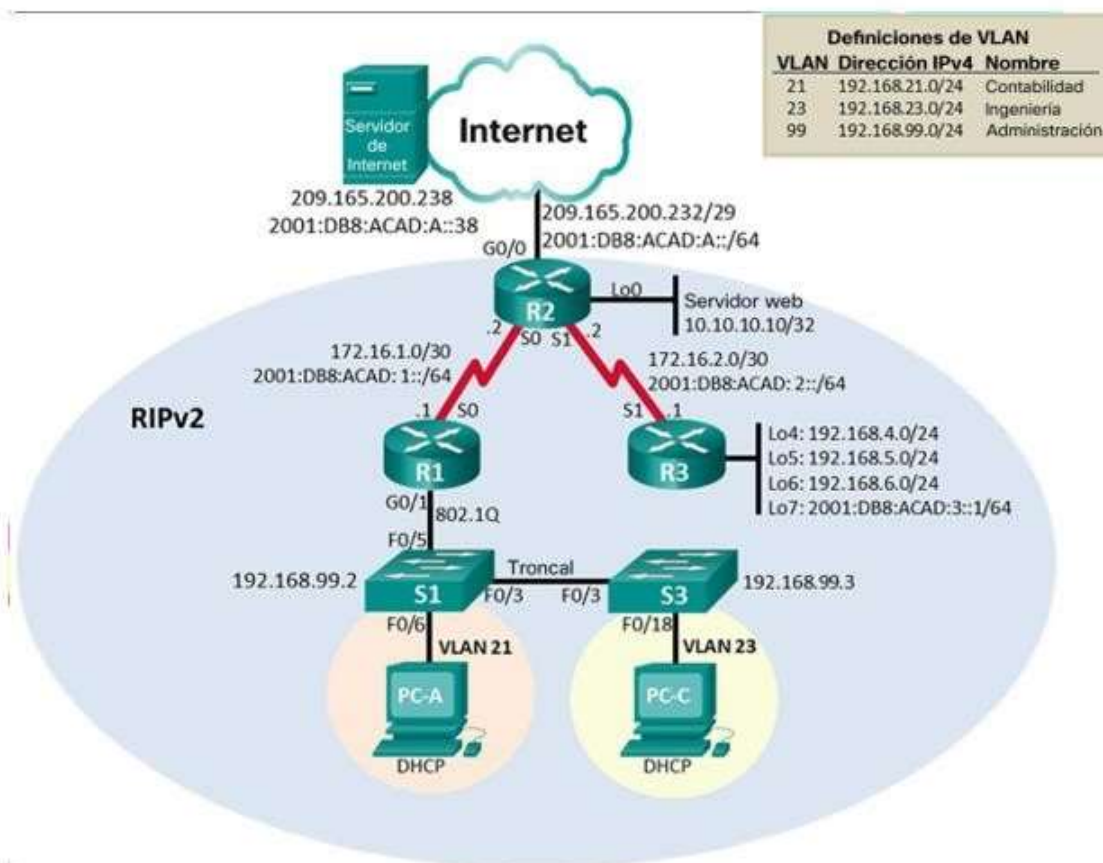 Definiciones de VLAN
VLAN Dirección IPv4 Nombre
21 192.168.21.0/24 Contabilidad
23 192.168.23.0/24 Ingeniería
99 192.168.99.0/24 Administración
Servidor
de
Internet
Internet
209.165.200.238
2001:DB8:ACAD:A::38
209.165.200.232/29
2001:DB8:ACAD:A::/64
G0/0
R2
Lo0
Servidor web
10.10.10.10/32
.2
S0
S1
.2
172.16.1.0/30
2001:DB8:ACAD: 1::/64
172.16.2.0/30
2001:DB8:ACAD: 2::/64
RIPv2
.1
S0
S1
.1
R1
R3
Lo4: 192.168.4.0/24
Lo5: 192.168.5.0/24
Lo6: 192.168.6.0/24
Lo7: 2001:DB8:ACAD:3::1/64
G0/1
802.1Q
F0/5
192.168.99.2
S1
Troncal
F0/3
F0/3
S3
192.168.99.3
F0/6
VLAN 21
F0/18
VLAN 23
PC-A
DHCP
PC-C
DHCP